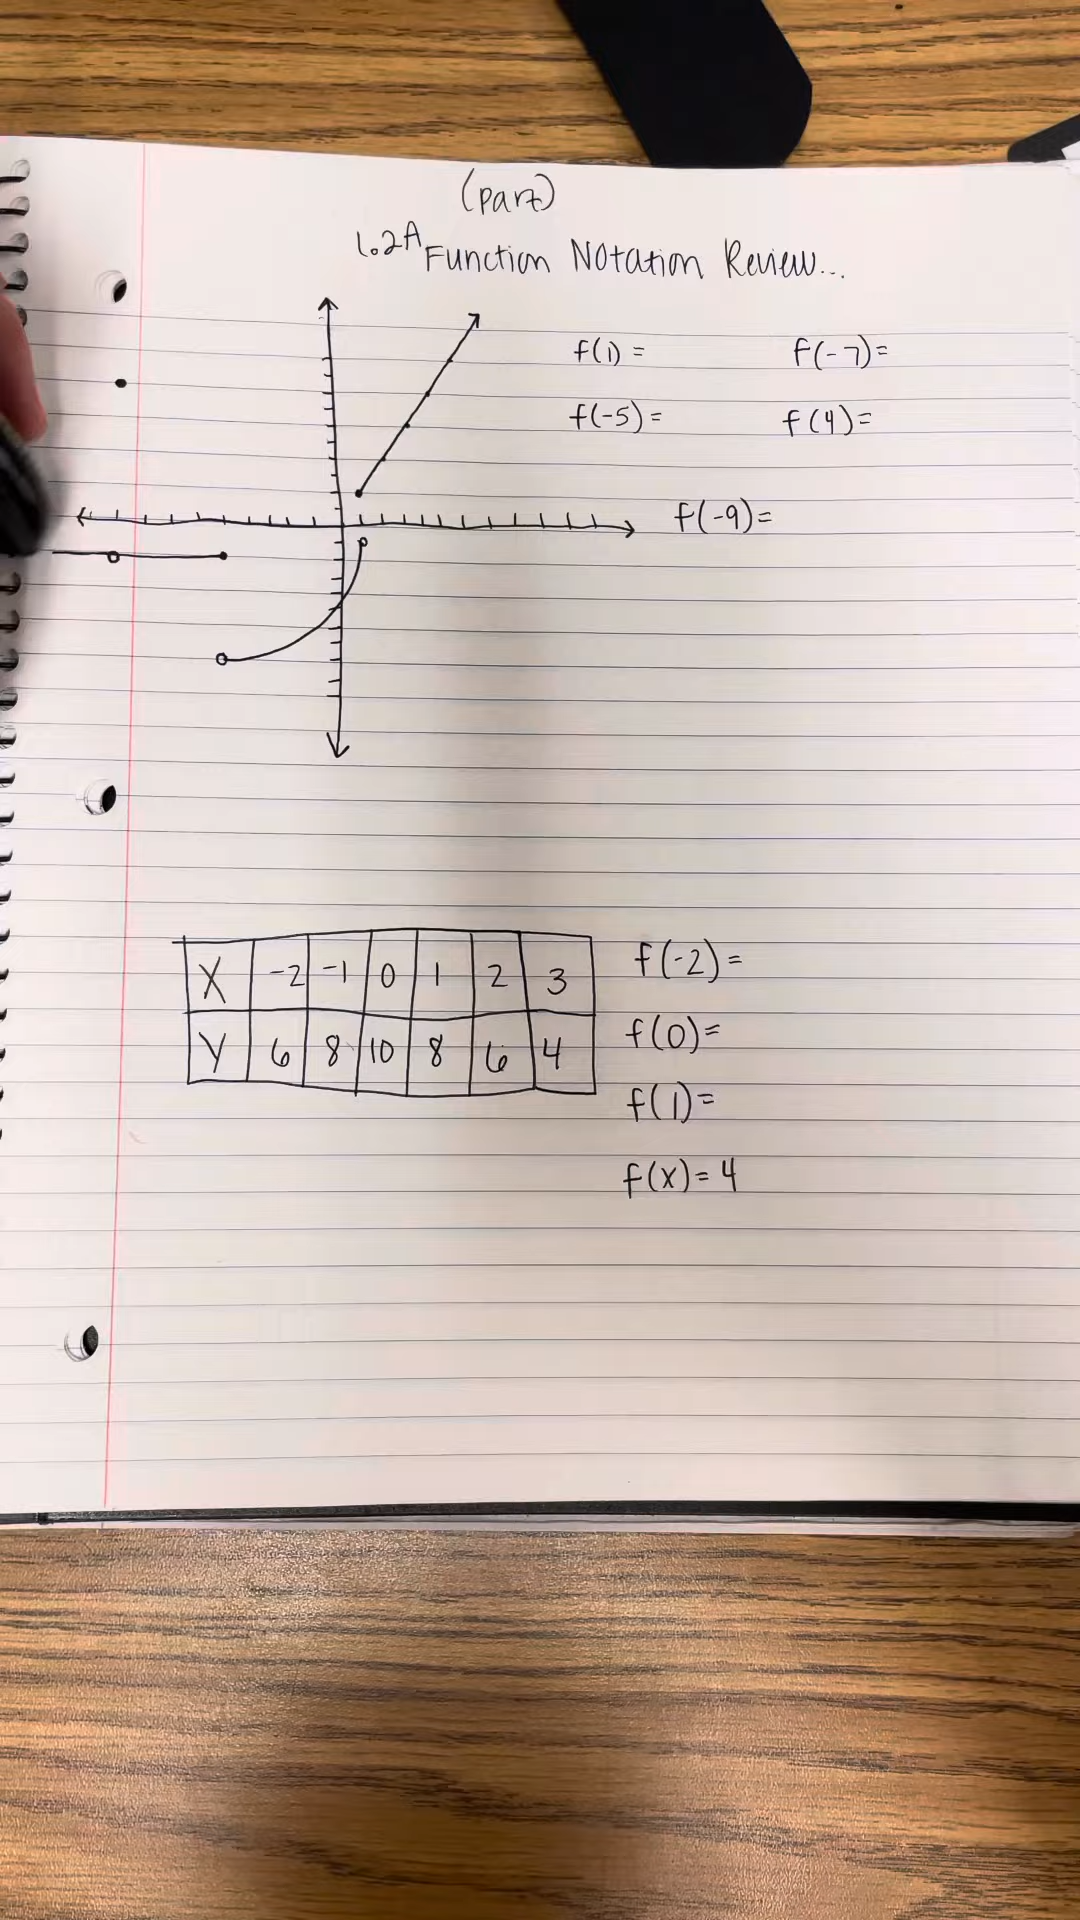 (part)
1.2A Function Notation Review...
f(1) = f(-7)=
f(-5)= f(4)=
f(-9)=
X -2 -1 0 1 2 3
Y 6 8 10 8 6 4
f(-2)=
f(0)=
f(1)=
f(x)= 4